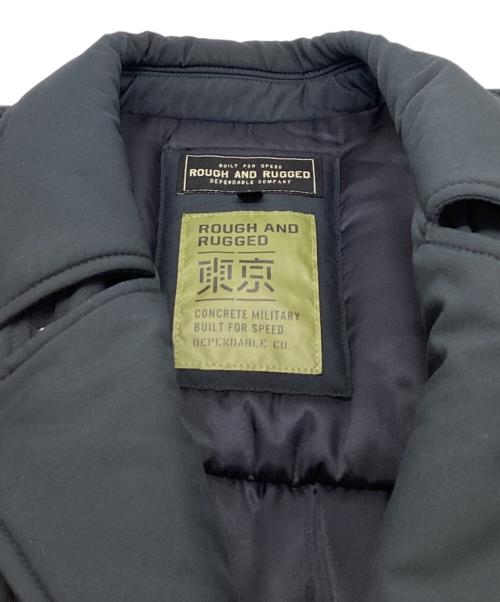 BUILT FOR SPEED
ROUGH AND RUGGED
DEPENDABLE COMPANY
ROUGH AND
RUGGED
東京
CONCRETE MILITARY
BUILT FOR SPEED
DEPENDABLE CO.